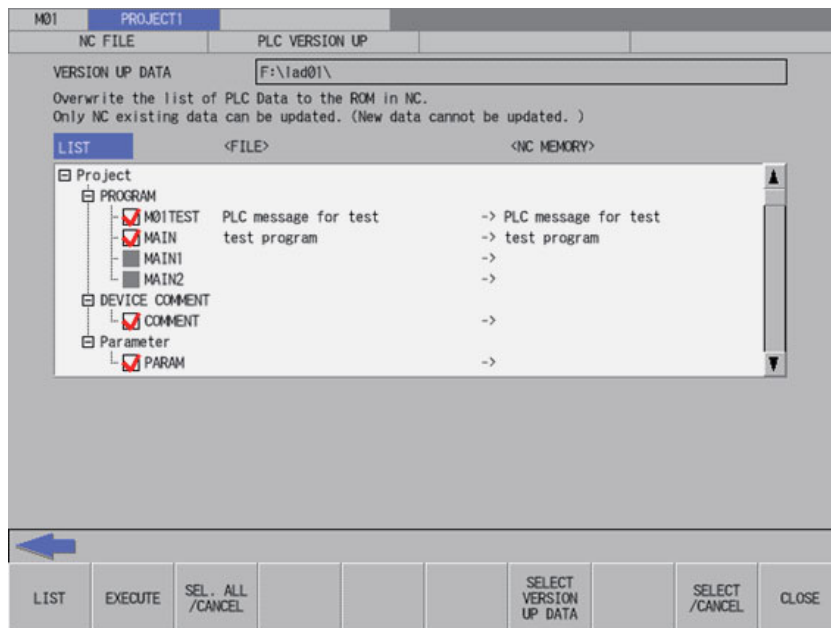 MØ1 PROJECT1
NC FILE PLC VERSION UP
VERSION UP DATA F:\lad01\
Overwrite the list of PLC Data to the ROM in NC.
Only NC existing data can be updated. (New data cannot be updated. )
LIST <FILE> <NC MEMORY>
Project
PROGRAM
MØ1TEST PLC message for test -> PLC message for test
MAIN test program -> test program
MAIN1 ->
MAIN2 ->
DEVICE COMMENT
COMMENT ->
Parameter
PARAM ->
LIST EXECUTE SEL. ALL /CANCEL SELECT VERSION UP DATA SELECT /CANCEL CLOSE